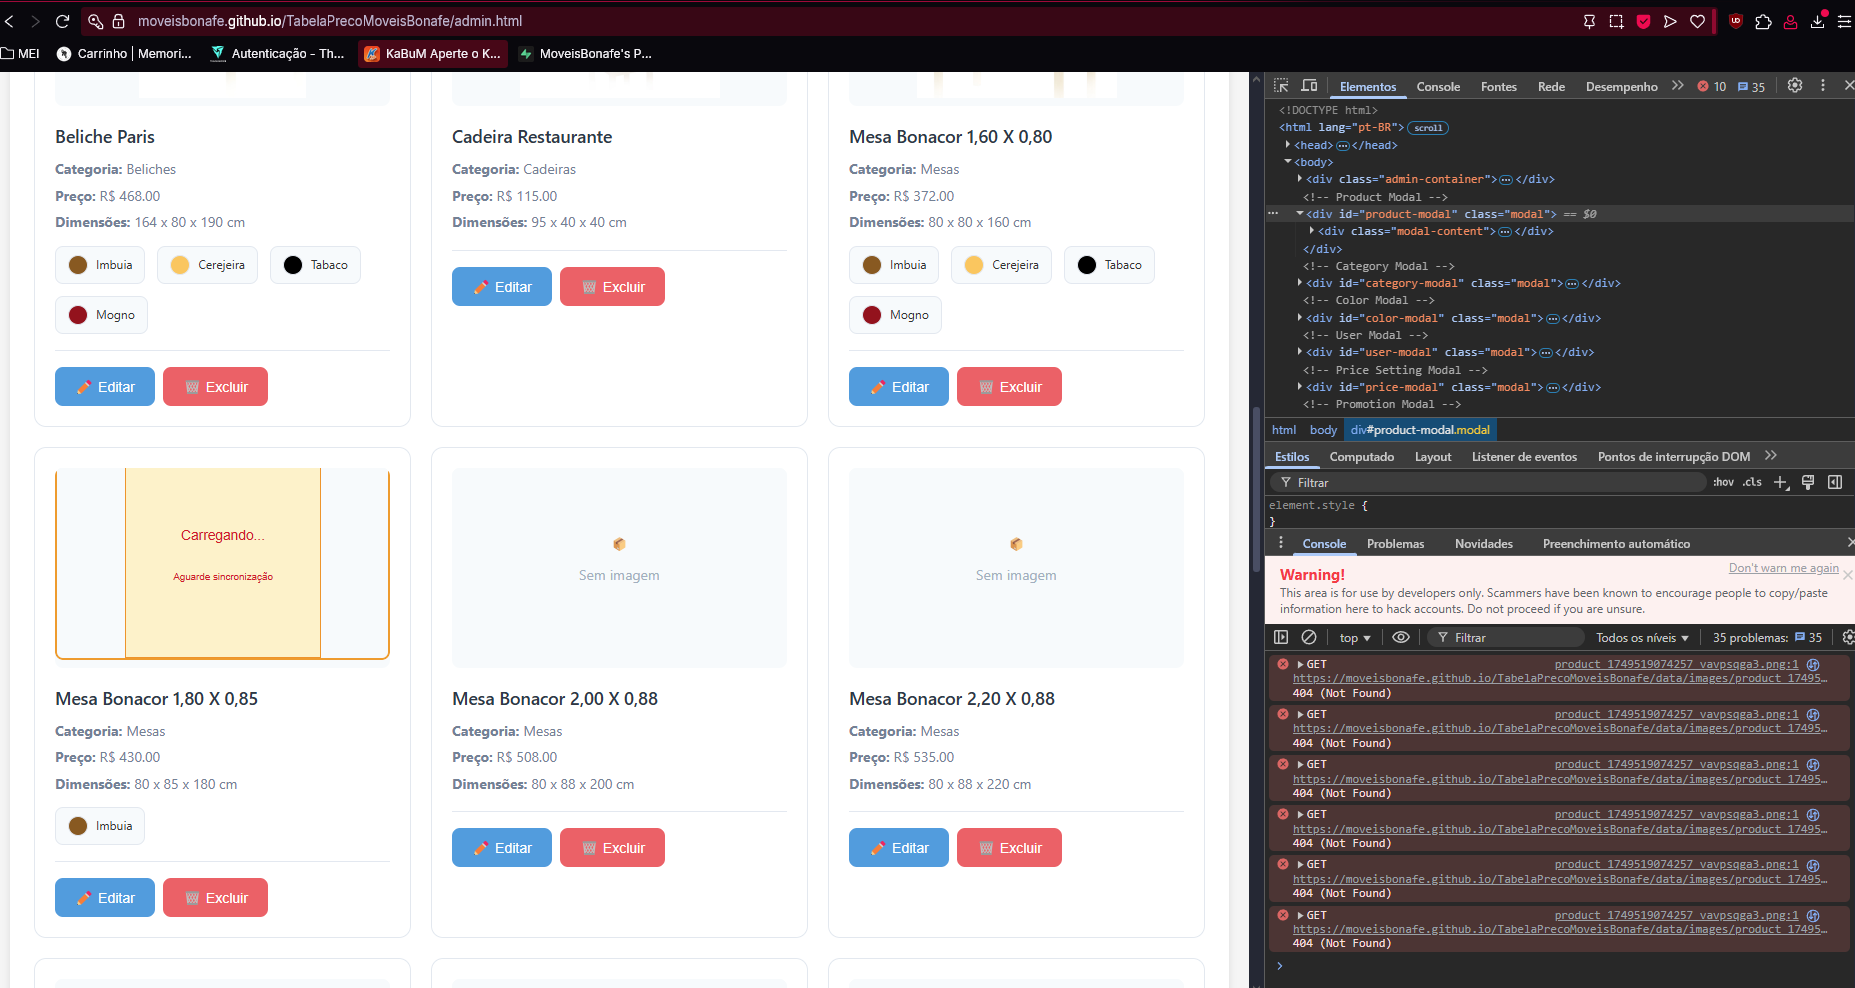 moveisbonafe.github.io/TabelaPrecoMoveisBonafe/admin.html
MEI
Carrinho | Memori...
Autenticação - Th...
KaBuM Aperte o K...
MoveisBonafe's P...
Beliche Paris
Categoria: Beliches
Preço: R$ 468.00
Dimensões: 164 x 80 x 190 cm
Imbuia
Cerejeira
Tabaco
Mogno
Editar
Excluir
Cadeira Restaurante
Categoria: Cadeiras
Preço: R$ 115.00
Dimensões: 95 x 40 x 40 cm
Editar
Excluir
Mesa Bonacor 1,60 X 0,80
Categoria: Mesas
Preço: R$ 372.00
Dimensões: 80 x 80 x 160 cm
Imbuia
Cerejeira
Tabaco
Mogno
Editar
Excluir
Carregando...
Aguarde sincronização
Mesa Bonacor 1,80 X 0,85
Categoria: Mesas
Preço: R$ 430.00
Dimensões: 80 x 85 x 180 cm
Imbuia
Editar
Excluir
Sem imagem
Mesa Bonacor 2,00 X 0,88
Categoria: Mesas
Preço: R$ 508.00
Dimensões: 80 x 88 x 200 cm
Editar
Excluir
Sem imagem
Mesa Bonacor 2,20 X 0,88
Categoria: Mesas
Preço: R$ 535.00
Dimensões: 80 x 88 x 220 cm
Editar
Excluir
Elementos Console Fontes Rede Desempenho 10 35
<!DOCTYPE html>
<html lang="pt-BR"> scroll
<head> ⋯ </head>
<body>
<div class="admin-container"> ⋯ </div>
<!-- Product Modal -->
<div id="product-modal" class="modal"> == $0
<div class="modal-content"> ⋯ </div>
</div>
<!-- Category Modal -->
<div id="category-modal" class="modal"> ⋯ </div>
<!-- Color Modal -->
<div id="color-modal" class="modal"> ⋯ </div>
<!-- User Modal -->
<div id="user-modal" class="modal"> ⋯ </div>
<!-- Price Setting Modal -->
<div id="price-modal" class="modal"> ⋯ </div>
<!-- Promotion Modal -->
html body div#product-modal.modal
Estilos Computado Layout Listener de eventos Pontos de interrupção DOM
Filtrar :hov .cls
element.style {
}
Console Problemas Novidades Preenchimento automático
Warning! Don't warn me again
This area is for use by developers only. Scammers have been known to encourage people to copy/paste
information here to hack accounts. Do not proceed if you are unsure.
top Filtrar Todos os níveis 35 problemas: 35
GET product_1749519074257_vavpsqga3.png:1
https://moveisbonafe.github.io/TabelaPrecoMoveisBonafe/data/images/product_17495…
404 (Not Found)
GET product_1749519074257_vavpsqga3.png:1
https://moveisbonafe.github.io/TabelaPrecoMoveisBonafe/data/images/product_17495…
404 (Not Found)
GET product_1749519074257_vavpsqga3.png:1
https://moveisbonafe.github.io/TabelaPrecoMoveisBonafe/data/images/product_17495…
404 (Not Found)
GET product_1749519074257_vavpsqga3.png:1
https://moveisbonafe.github.io/TabelaPrecoMoveisBonafe/data/images/product_17495…
404 (Not Found)
GET product_1749519074257_vavpsqga3.png:1
https://moveisbonafe.github.io/TabelaPrecoMoveisBonafe/data/images/product_17495…
404 (Not Found)
GET product_1749519074257_vavpsqga3.png:1
https://moveisbonafe.github.io/TabelaPrecoMoveisBonafe/data/images/product_17495…
404 (Not Found)